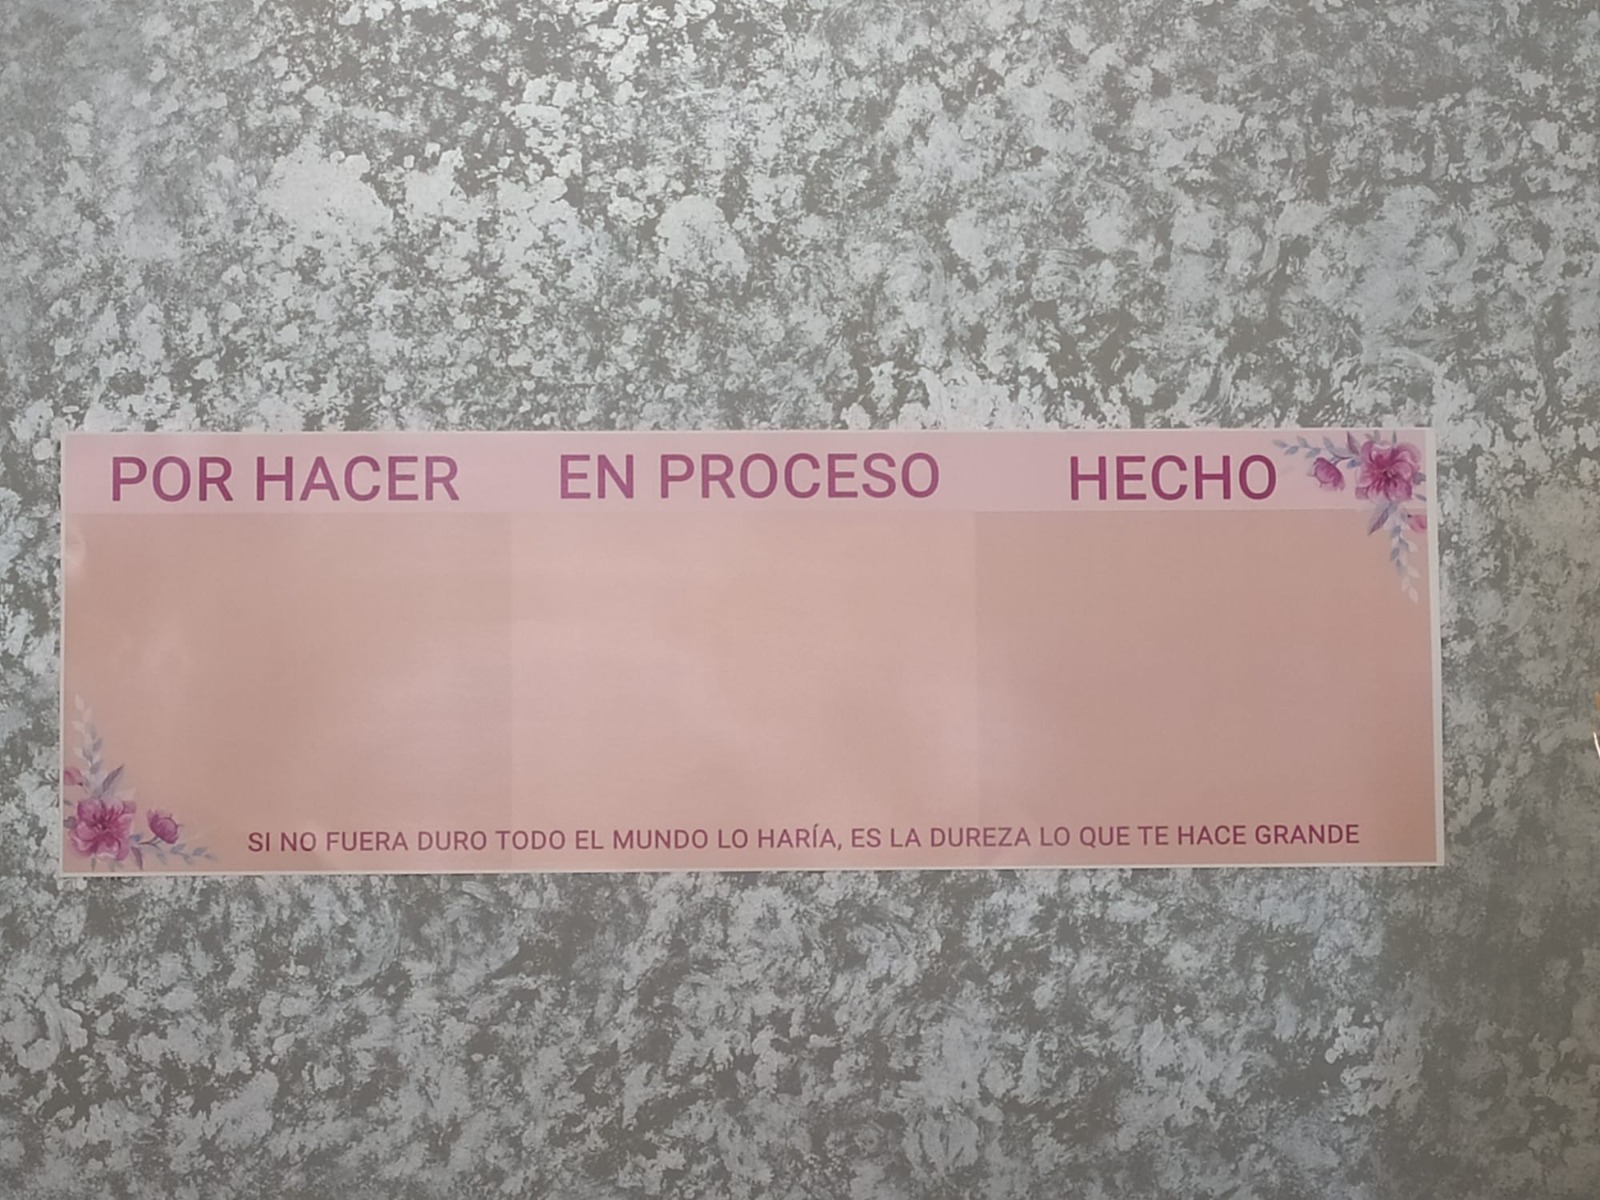 POR HACER EN PROCESO HECHO
SI NO FUERA DURO TODO EL MUNDO LO HARÍA, ES LA DUREZA LO QUE TE HACE GRANDE